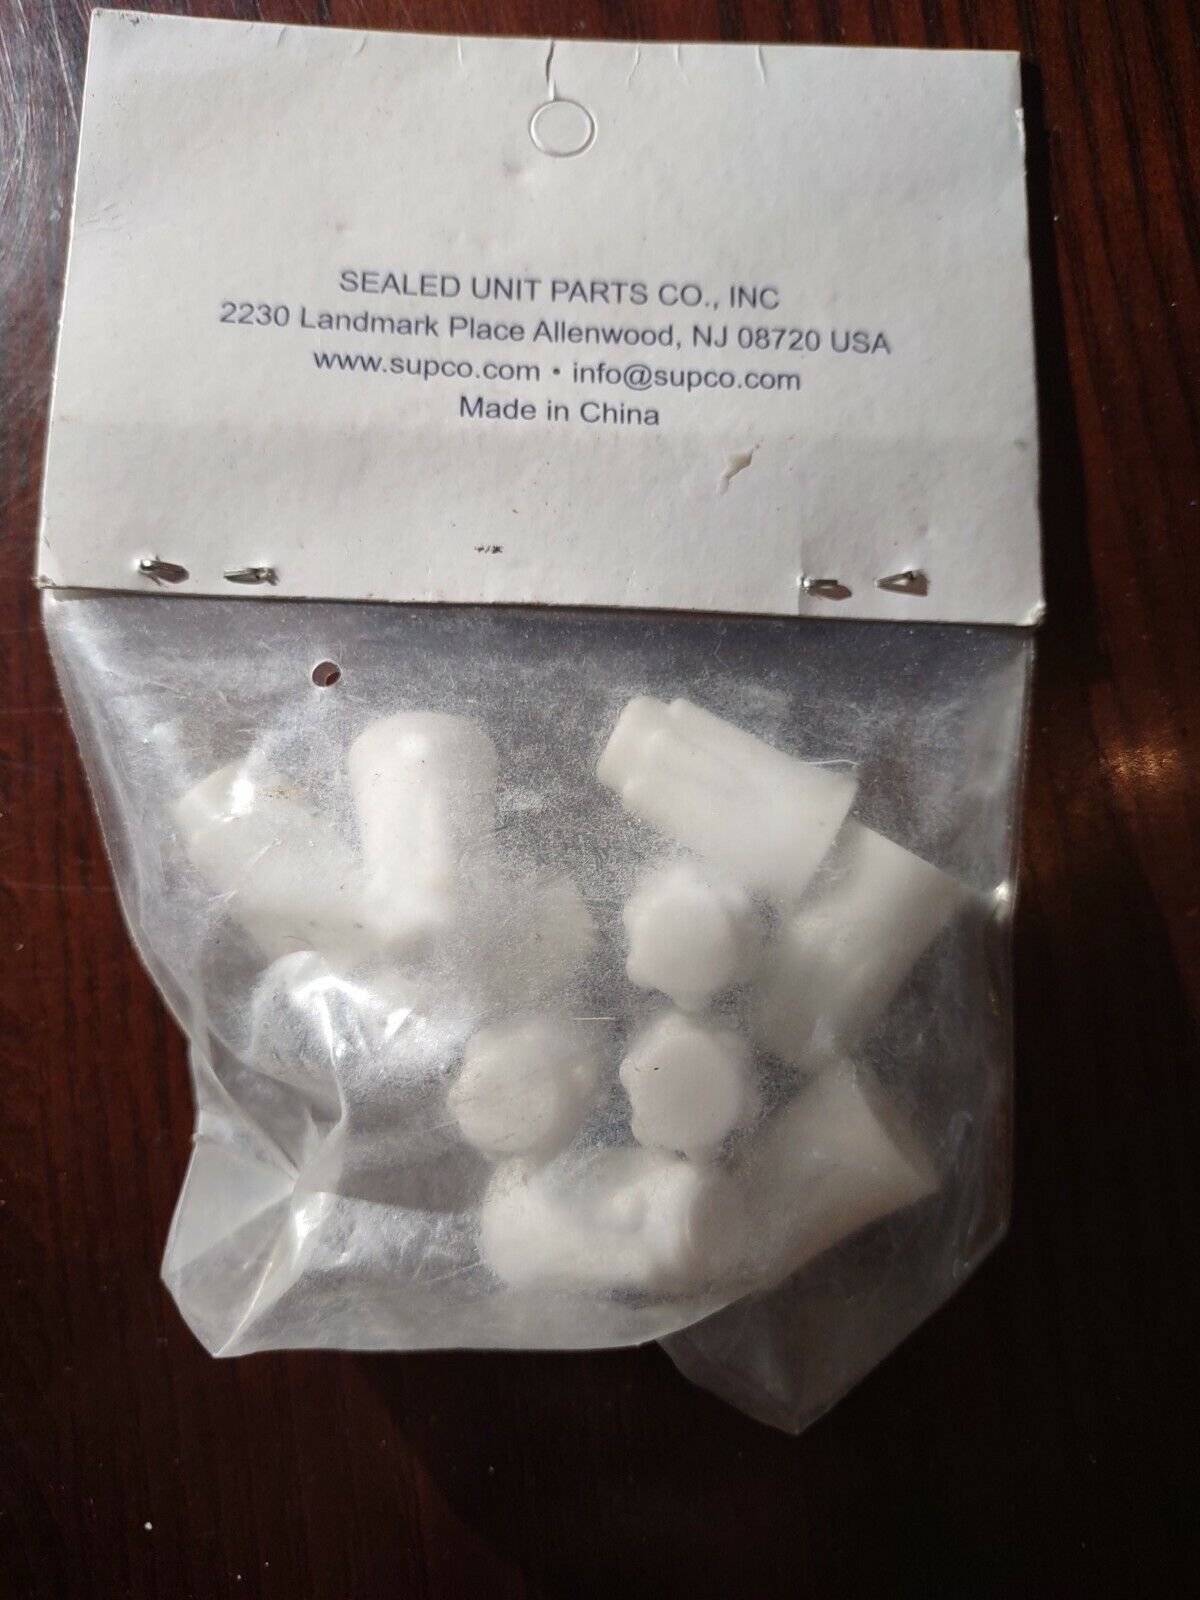 SEALED UNIT PARTS CO., INC
2230 Landmark Place Allenwood, NJ 08720 USA
www.supco.com • info@supco.com
Made in China